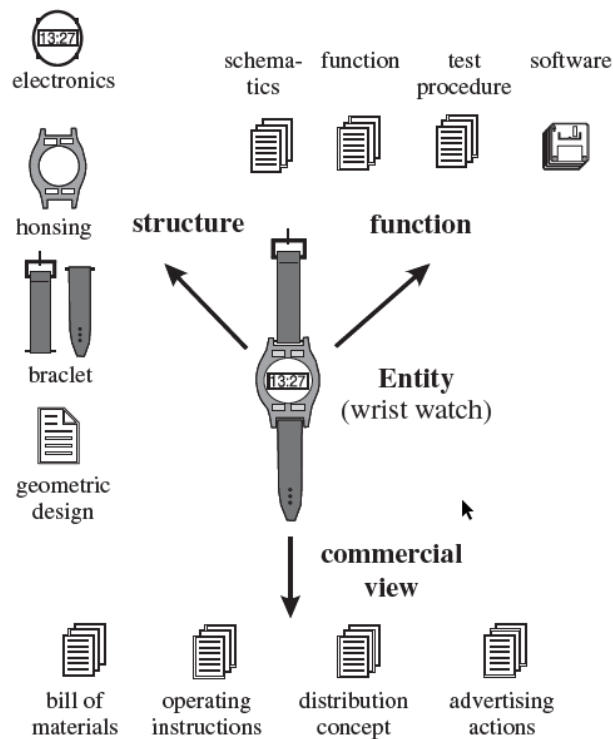 13:27
electronics
schema-
tics
function
test
procedure
software
honsing
structure
function
braclet
13:27
Entity
(wrist watch)
geometric
design
commercial
view
bill of
materials
operating
instructions
distribution
concept
advertising
actions